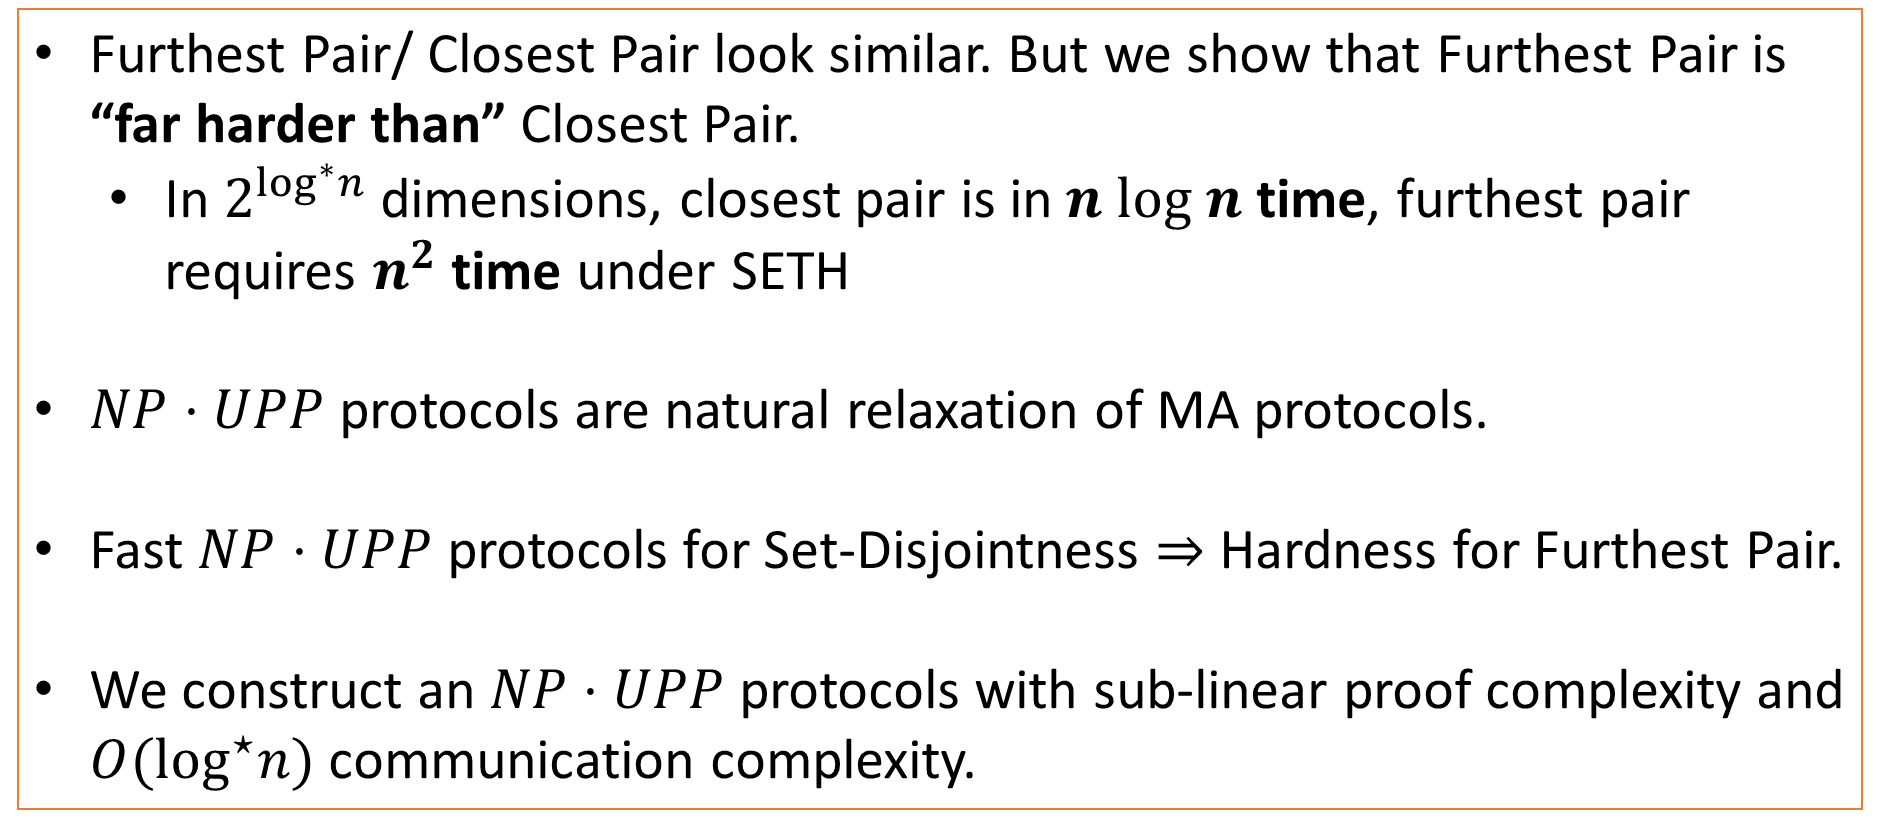 • Furthest Pair/ Closest Pair look similar. But we show that Furthest Pair is
“far harder than” Closest Pair.
• In 2^{log^* n} dimensions, closest pair is in n log n time, furthest pair
requires n^2 time under SETH
• NP · UPP protocols are natural relaxation of MA protocols.
• Fast NP · UPP protocols for Set-Disjointness ⇒ Hardness for Furthest Pair.
• We construct an NP · UPP protocols with sub-linear proof complexity and
O(log^⋆ n) communication complexity.